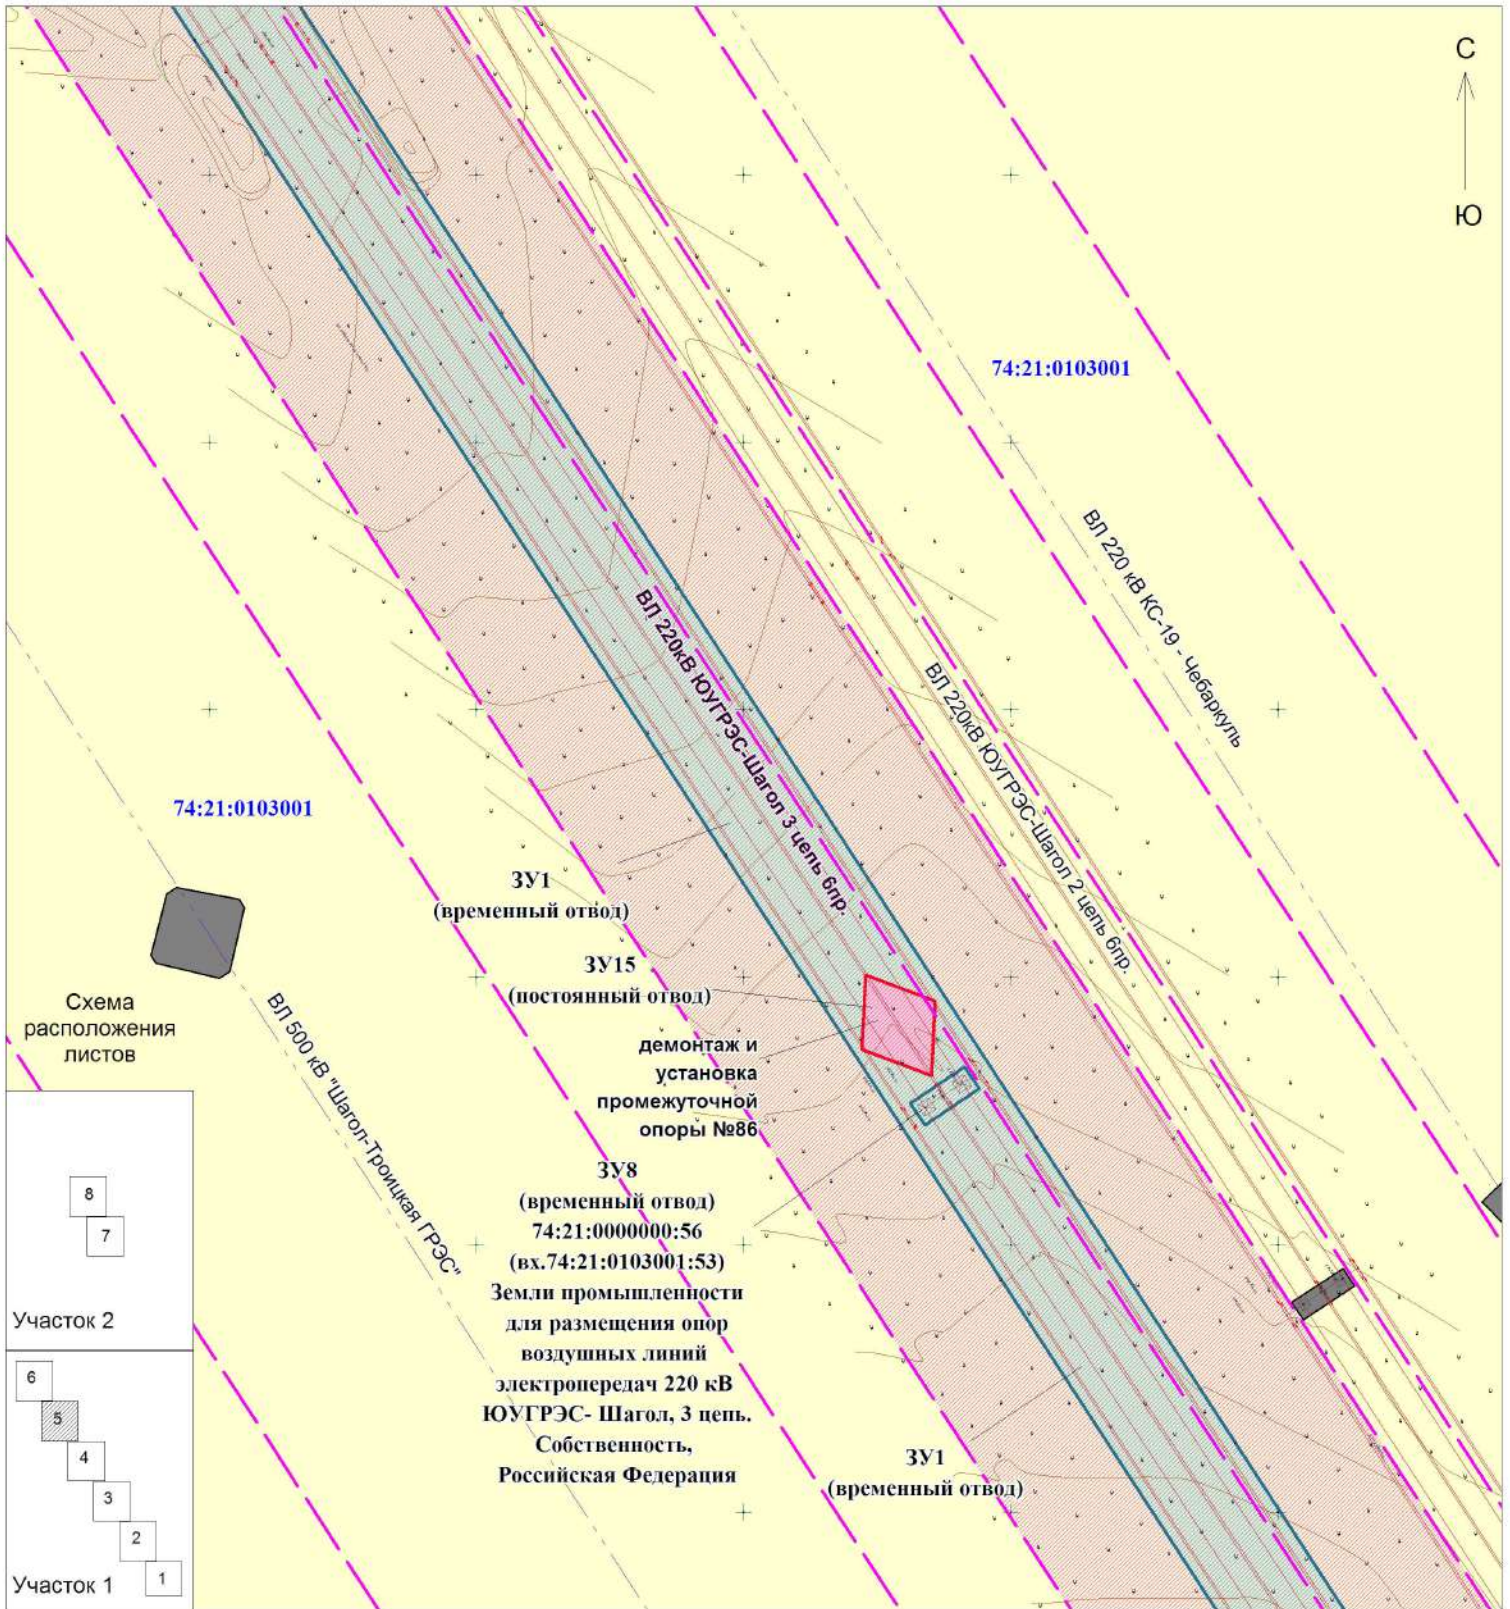 С
Ю
74:21:0103001
ВЛ 220 кВ КС-19 - Чебаркуль
ВЛ 220кВ ЮУГРЭС-Шагол 3 цепь 6пр.
ВЛ 220кВ ЮУГРЭС-Шагол 2 цепь 6пр.
74:21:0103001
ЗУ1
(временный отвод)
ЗУ15
(постоянный отвод)
демонтаж и
установка
промежуточной
опоры №86
ЗУ8
(временный отвод)
74:21:0000000:56
(вх.74:21:0103001:53)
Земли промышленности
для размещения опор
воздушных линий
электропередач 220 кВ
ЮУГРЭС- Шагол, 3 цепь.
Собственность,
Российская Федерация
ЗУ1
(временный отвод)
ВЛ 500 кВ "Шагол-Троицкая ГРЭС"
Схема
расположения
листов
8
7
Участок 2
6
5
4
3
2
1
Участок 1